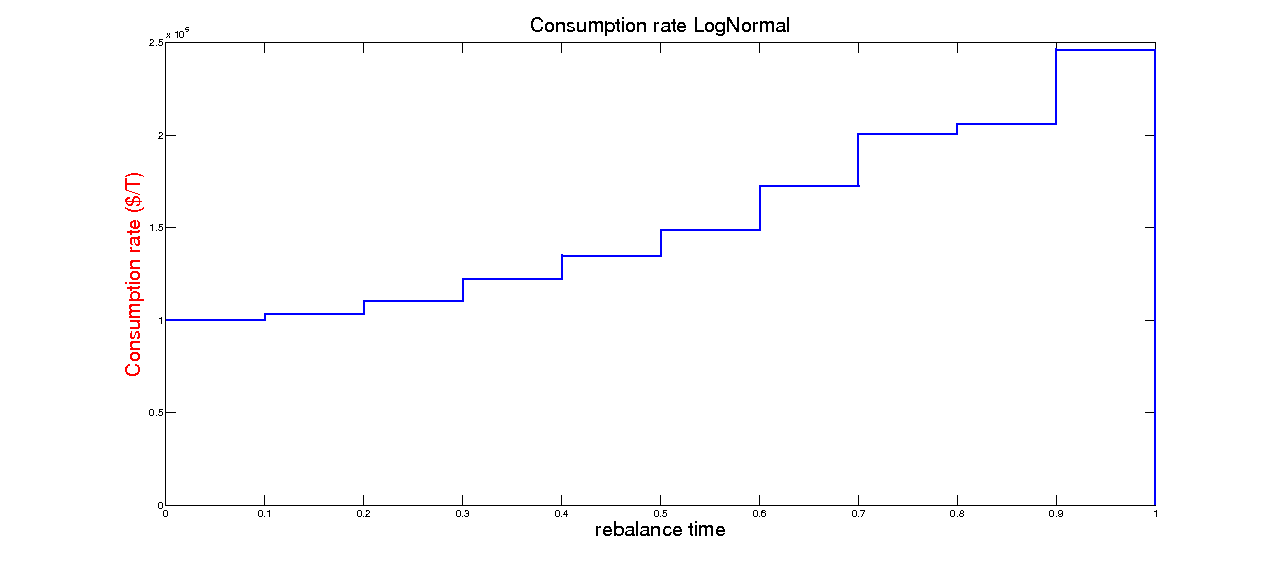 Consumption rate LogNormal
x 10^5
2.5
2
1.5
1
0.5
0
Consumption rate ($/T)
0 0.1 0.2 0.3 0.4 0.5 0.6 0.7 0.8 0.9 1
rebalance time